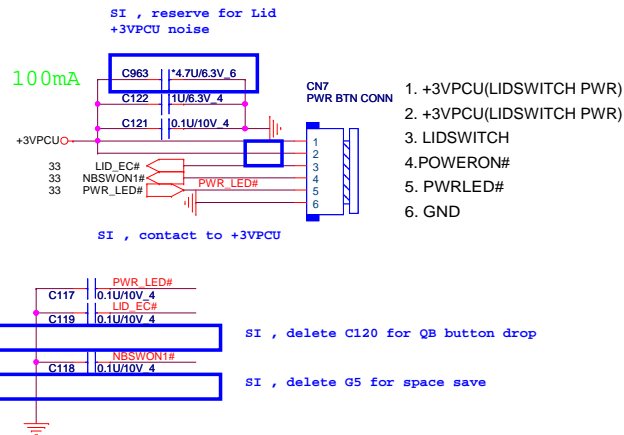 SI , reserve for Lid
+3VPCU noise
100mA
C963 *4.7U/6.3V_6
C122 1U/6.3V_4
C121 0.1U/10V_4
+3VPCU
CN7
PWR BTN CONN
1
2
3
4
5
6
1. +3VPCU(LIDSWITCH PWR)
2. +3VPCU(LIDSWITCH PWR)
3. LIDSWITCH
4.POWERON#
5. PWRLED#
6. GND
33 LID_EC#
33 NBSWON1#
33 PWR_LED#
PWR_LED#
SI , contact to +3VPCU
PWR_LED#
C117 0.1U/10V_4
LID_EC#
C119 0.1U/10V_4
SI , delete C120 for QB button drop
NBSWON1#
C118 0.1U/10V_4
SI , delete G5 for space save